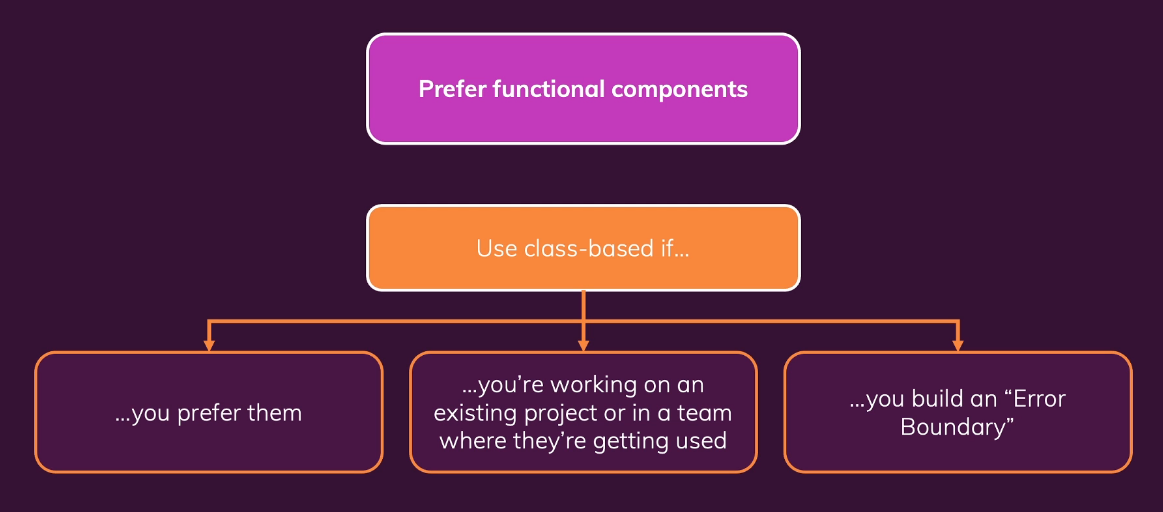 Prefer functional components
Use class-based if…
…you prefer them
…you’re working on an
existing project or in a team
where they’re getting used
…you build an “Error
Boundary”